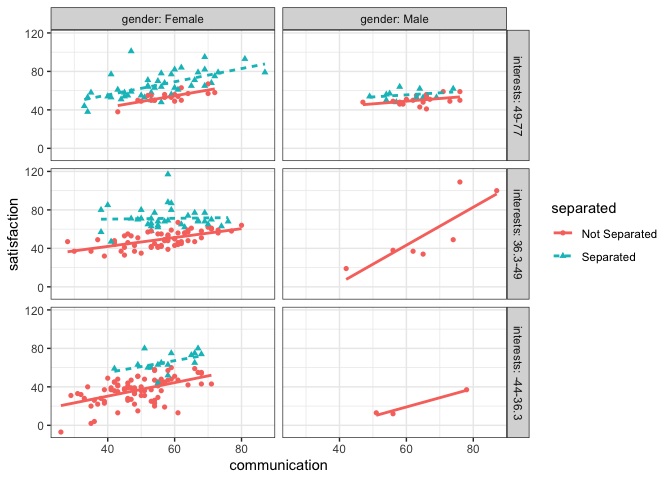 gender: Female
gender: Male
120
80
40
0
interests: 49-77
120
80
40
0
interests: 36.3-49
120
80
40
0
interests: -44-36.3
satisfaction
40
60
80
40
60
80
communication
separated
Not Separated
Separated